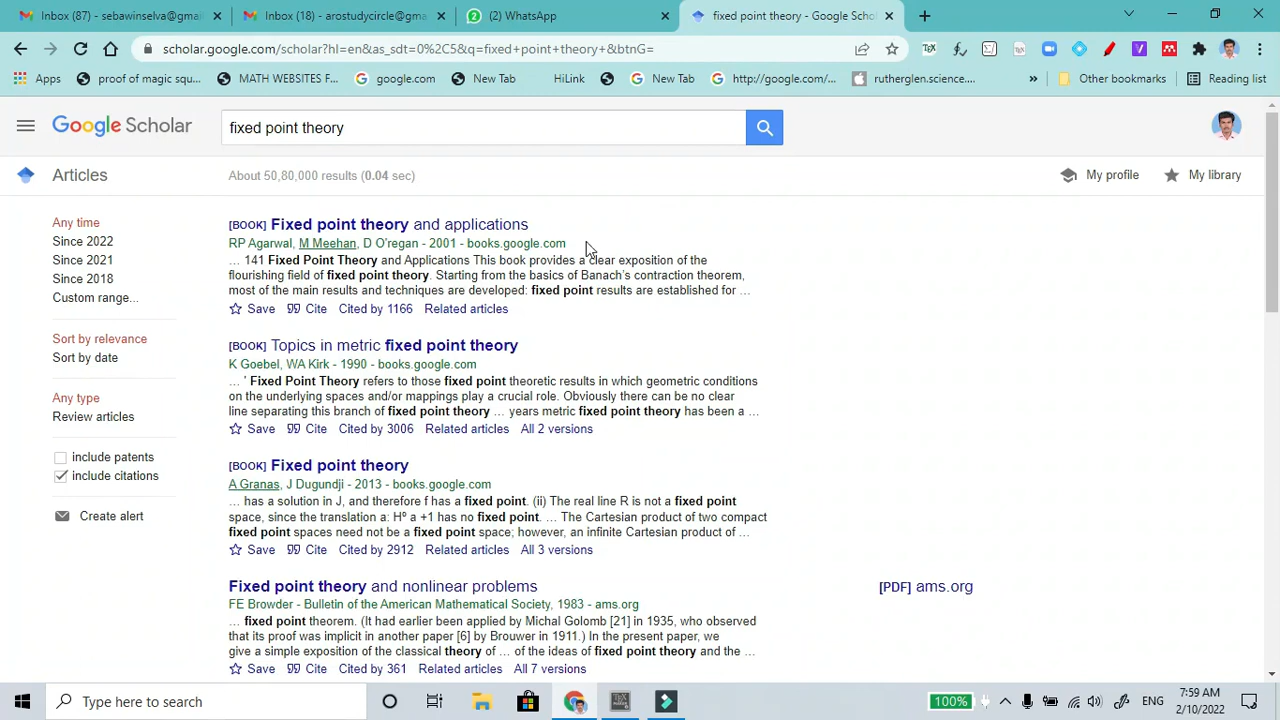 Inbox (87) - sebawinselva@gma
Inbox (18) - arostudycircle@gma
(2) WhatsApp
fixed point theory - Google Schol
scholar.google.com/scholar?hl=en&as_sdt=0%2C5&q=fixed+point+theory+&btnG=
Apps
proof of magic squ...
MATH WEBSITES F...
google.com
New Tab
HiLink
New Tab
http://google.com/...
rutherglen.science....
»
Other bookmarks
Reading list
Google Scholar
fixed point theory
Articles
About 50,80,000 results (0.04 sec)
My profile
My library
Any time
Since 2022
Since 2021
Since 2018
Custom range...
Sort by relevance
Sort by date
Any type
Review articles
include patents
include citations
Create alert
[BOOK] Fixed point theory and applications
RP Agarwal, M Meehan, D O'regan - 2001 - books.google.com
... 141 Fixed Point Theory and Applications This book provides a clear exposition of the
flourishing field of fixed point theory. Starting from the basics of Banach's contraction theorem,
most of the main results and techniques are developed: fixed point results are established for ...
Save Cite Cited by 1166 Related articles
[BOOK] Topics in metric fixed point theory
K Goebel, WA Kirk - 1990 - books.google.com
... ' Fixed Point Theory refers to those fixed point theoretic results in which geometric conditions
on the underlying spaces and/or mappings play a crucial role. Obviously there can be no clear
line separating this branch of fixed point theory ... years metric fixed point theory has been a ...
Save Cite Cited by 3006 Related articles All 2 versions
[BOOK] Fixed point theory
A Granas, J Dugundji - 2013 - books.google.com
... has a solution in J, and therefore f has a fixed point. (ii) The real line R is not a fixed point
space, since the translation a: Hº a +1 has no fixed point. ... The Cartesian product of two compact
fixed point spaces need not be a fixed point space; however, an infinite Cartesian product of ...
Save Cite Cited by 2912 Related articles All 3 versions
Fixed point theory and nonlinear problems
[PDF] ams.org
FE Browder - Bulletin of the American Mathematical Society, 1983 - ams.org
... fixed point theorem. (It had earlier been applied by Michal Golomb [21] in 1935, who observed
that its proof was implicit in another paper [6] by Brouwer in 1911.) In the present paper, we
give a simple exposition of the classical theory of ... of the ideas of fixed point theory and the ...
Save Cite Cited by 361 Related articles All 7 versions
Type here to search
100%
ENG
7:59 AM
2/10/2022